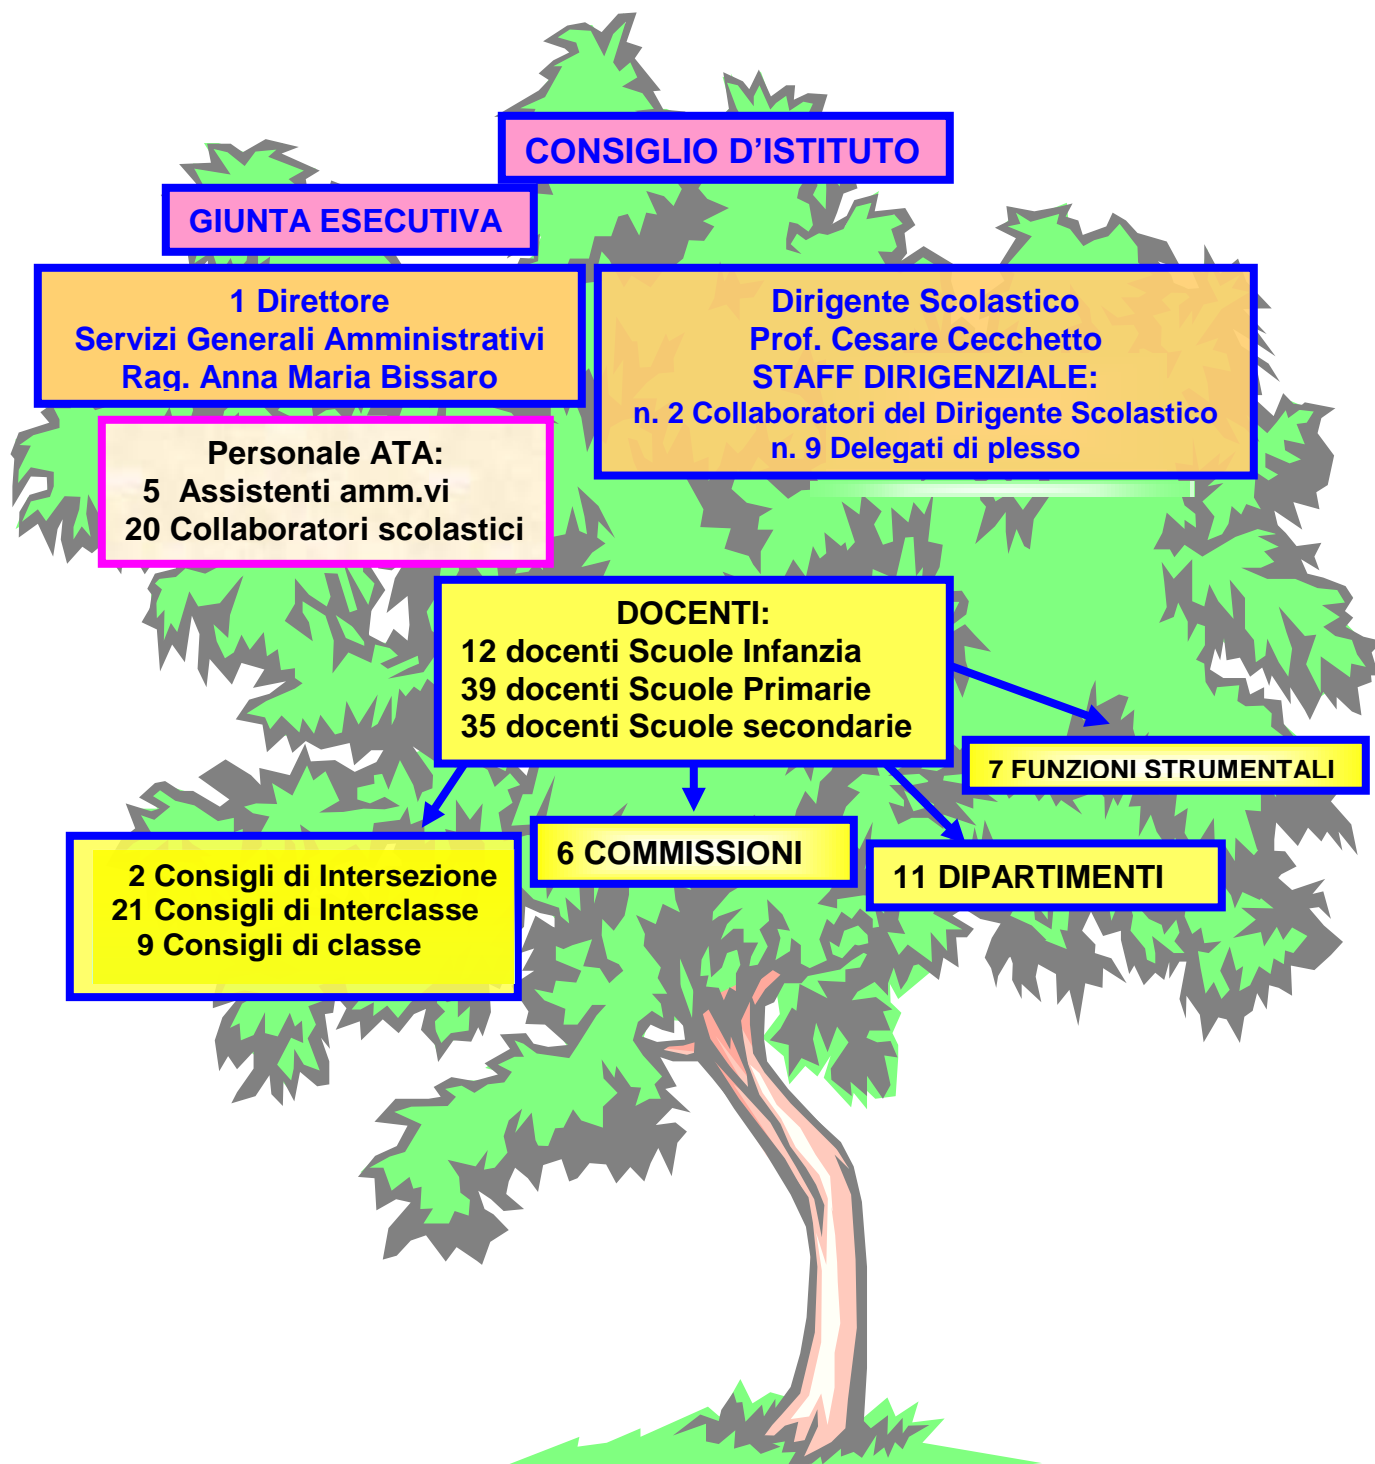 CONSIGLIO D'ISTITUTO
GIUNTA ESECUTIVA
1 Direttore
Servizi Generali Amministrativi
Rag. Anna Maria Bissaro
Dirigente Scolastico
Prof. Cesare Cecchetto
STAFF DIRIGENZIALE:
n. 2 Collaboratori del Dirigente Scolastico
n. 9 Delegati di plesso
Personale ATA:
5 Assistenti amm.vi
20 Collaboratori scolastici
DOCENTI:
12 docenti Scuole Infanzia
39 docenti Scuole Primarie
35 docenti Scuole secondarie
7 FUNZIONI STRUMENTALI
6 COMMISSIONI
11 DIPARTIMENTI
2 Consigli di Intersezione
21 Consigli di Interclasse
9 Consigli di classe